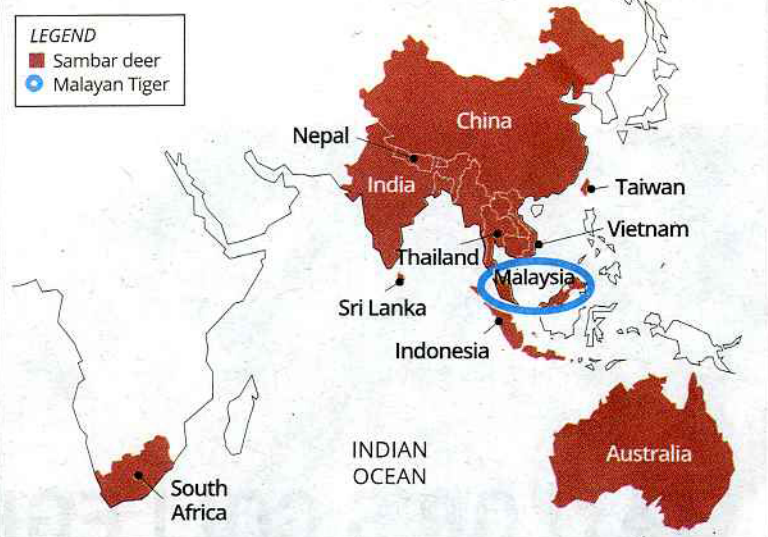 LEGEND
Sambar deer
Malayan Tiger
China
Nepal
India
Taiwan
Vietnam
Thailand
Malaysia
Sri Lanka
Indonesia
INDIAN
OCEAN
Australia
South
Africa